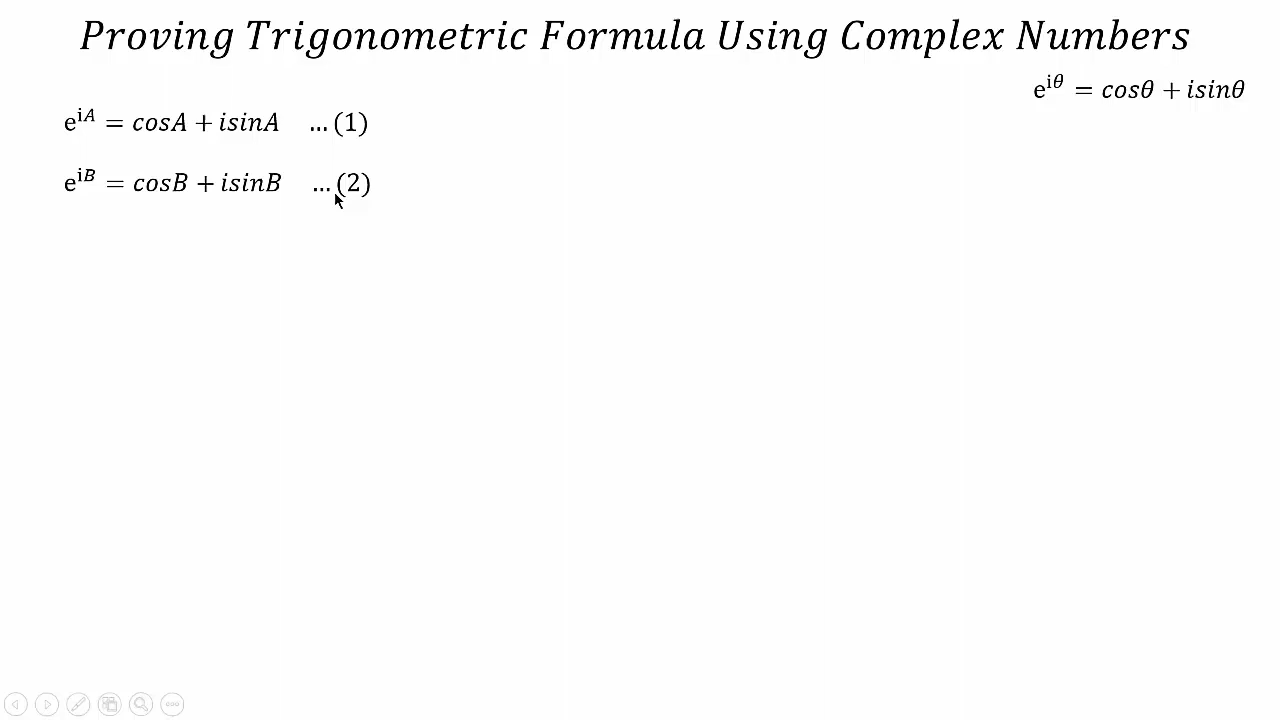 Proving Trigonometric Formula Using Complex Numbers
e^{iθ} = cosθ + isinθ
e^{iA} = cosA + isinA ... (1)
e^{iB} = cosB + isinB ... (2)